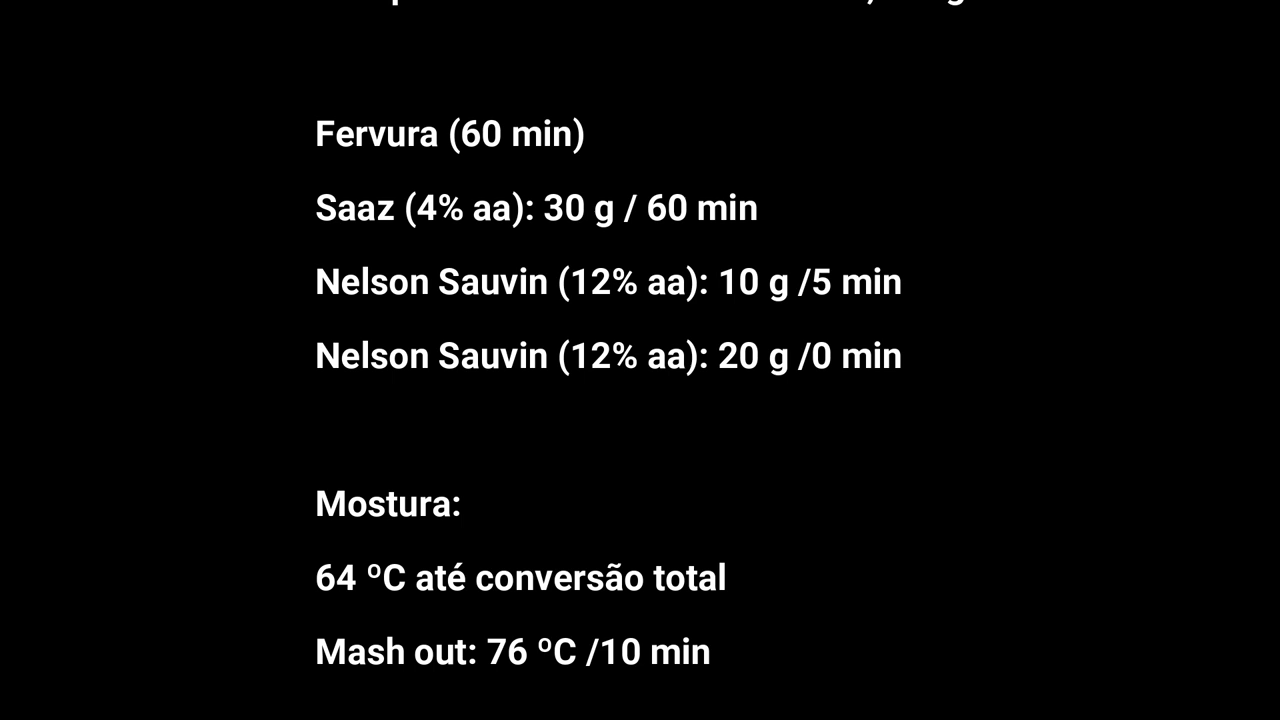 Fervura (60 min)
Saaz (4% aa): 30 g / 60 min
Nelson Sauvin (12% aa): 10 g /5 min
Nelson Sauvin (12% aa): 20 g /0 min
Mostura:
64 ºC até conversão total
Mash out: 76 ºC /10 min